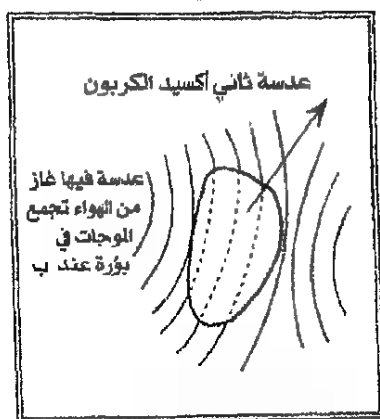 عدسة ثاني أكسيد الكربون
عدسة فيها غاز
من الهواء تجمع
الموجات في
بؤرة عند ب